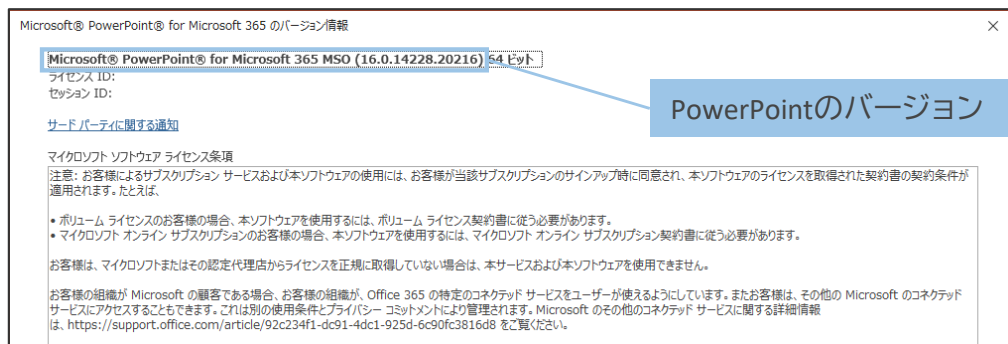 Microsoft® PowerPoint® for Microsoft 365 のバージョン情報
Microsoft® PowerPoint® for Microsoft 365 MSO (16.0.14228.20216) 64 ビット
ライセンス ID:
セッション ID:
PowerPointのバージョン
サード パーティに関する通知
マイクロソフト ソフトウェア ライセンス条項
注意: お客様によるサブスクリプション サービスおよび本ソフトウェアの使用には、お客様が当該サブスクリプションのサインアップ時に同意され、本ソフトウェアのライセンスを取得された契約書の契約条件が
適用されます。たとえば、
• ボリューム ライセンスのお客様の場合、本ソフトウェアを使用するには、ボリューム ライセンス契約書に従う必要があります。
• マイクロソフト オンライン サブスクリプションのお客様の場合、本ソフトウェアを使用するには、マイクロソフト オンライン サブスクリプション契約書に従う必要があります。
お客様は、マイクロソフトまたはその認定代理店からライセンスを正規に取得していない場合は、本サービスおよび本ソフトウェアを使用できません。
お客様の組織が Microsoft の顧客である場合、お客様の組織が、Office 365 の特定のコネクテッド サービスをユーザーが使えるようにしています。またお客様は、その他の Microsoft のコネクテッド
サービスにアクセスすることもできます。これは別の使用条件とプライバシー コミットメントにより管理されます。Microsoft のその他のコネクテッド サービスに関する詳細情報
は、https://support.office.com/article/92c234f1-dc91-4dc1-925d-6c90fc3816d8 をご覧ください。